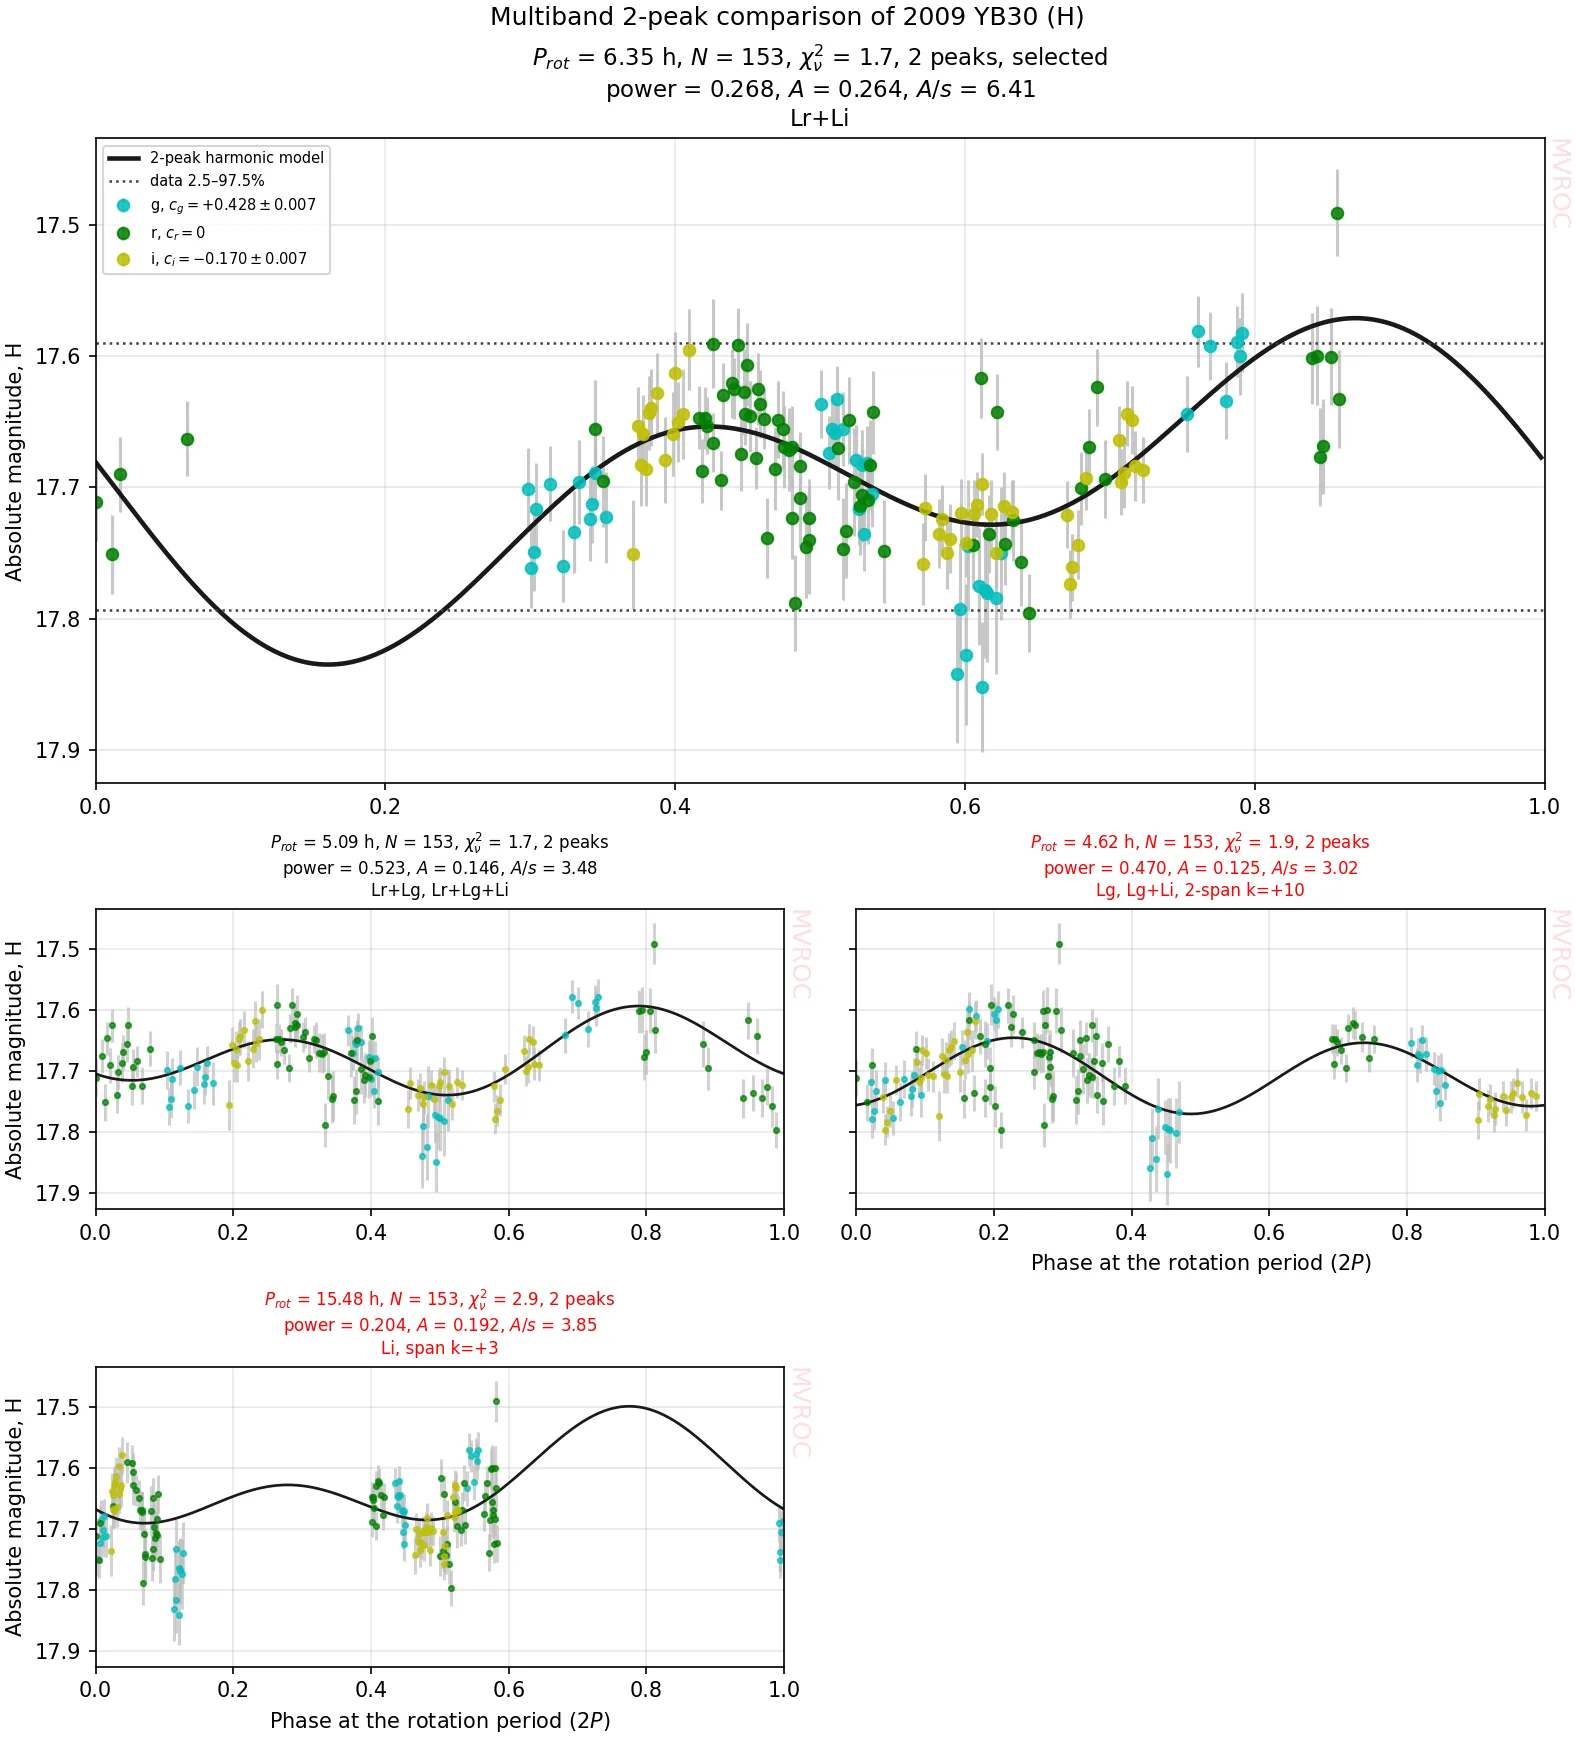 Multiband 2-peak comparison of 2009 YB30 (H)
P_rot = 6.35 h, N = 153, χ²_ν = 1.7, 2 peaks, selected
power = 0.268, A = 0.264, A/s = 6.41
Lr+Li
2-peak harmonic model
data 2.5–97.5%
g, c_g = +0.428 ± 0.007
r, c_r = 0
i, c_i = −0.170 ± 0.007
MVROC
Absolute magnitude, H
17.5
17.6
17.7
17.8
17.9
0.0 0.2 0.4 0.6 0.8 1.0
P_rot = 5.09 h, N = 153, χ²_ν = 1.7, 2 peaks
power = 0.523, A = 0.146, A/s = 3.48
Lr+Lg, Lr+Lg+Li
MVROC
Absolute magnitude, H
17.5
17.6
17.7
17.8
17.9
0.0 0.2 0.4 0.6 0.8 1.0
P_rot = 4.62 h, N = 153, χ²_ν = 1.9, 2 peaks
power = 0.470, A = 0.125, A/s = 3.02
Lg, Lg+Li, 2-span k=+10
MVROC
0.0 0.2 0.4 0.6 0.8 1.0
Phase at the rotation period (2P)
P_rot = 15.48 h, N = 153, χ²_ν = 2.9, 2 peaks
power = 0.204, A = 0.192, A/s = 3.85
Li, span k=+3
MVROC
Absolute magnitude, H
17.5
17.6
17.7
17.8
17.9
0.0 0.2 0.4 0.6 0.8 1.0
Phase at the rotation period (2P)